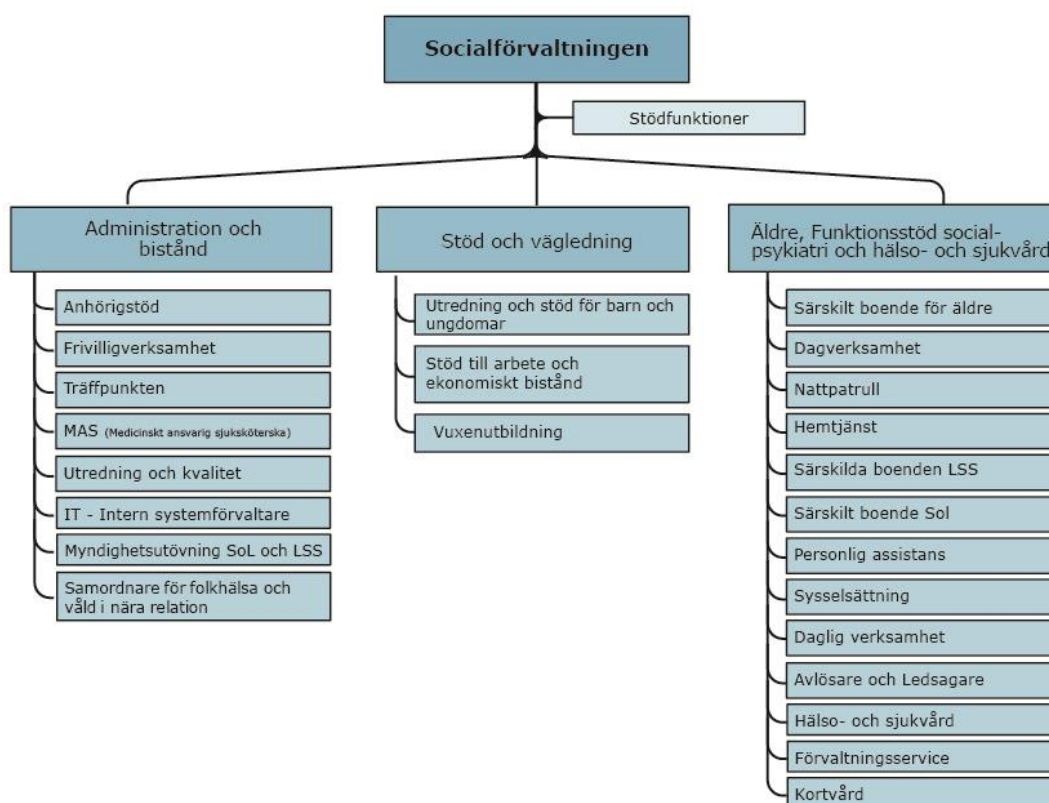 Socialförvaltningen
Stödfunktioner
Administration och
bistånd
Anhörigstöd
Frivilligverksamhet
Träffpunkten
MAS (Medicinskt ansvarig sjuksköterska)
Utredning och kvalitet
IT - Intern systemförvaltare
Myndighetsutövning SoL och LSS
Samordnare för folkhälsa och
våld i nära relation
Stöd och vägledning
Utredning och stöd för barn och
ungdomar
Stöd till arbete och
ekonomiskt bistånd
Vuxenutbildning
Äldre, Funktionsstöd social-
psykiatri och hälso- och sjukvård
Särskilt boende för äldre
Dagverksamhet
Nattpatrull
Hemtjänst
Särskilda boenden LSS
Särskilt boende Sol
Personlig assistans
Sysselsättning
Daglig verksamhet
Avlösare och Ledsagare
Hälso- och sjukvård
Förvaltningsservice
Kortvård